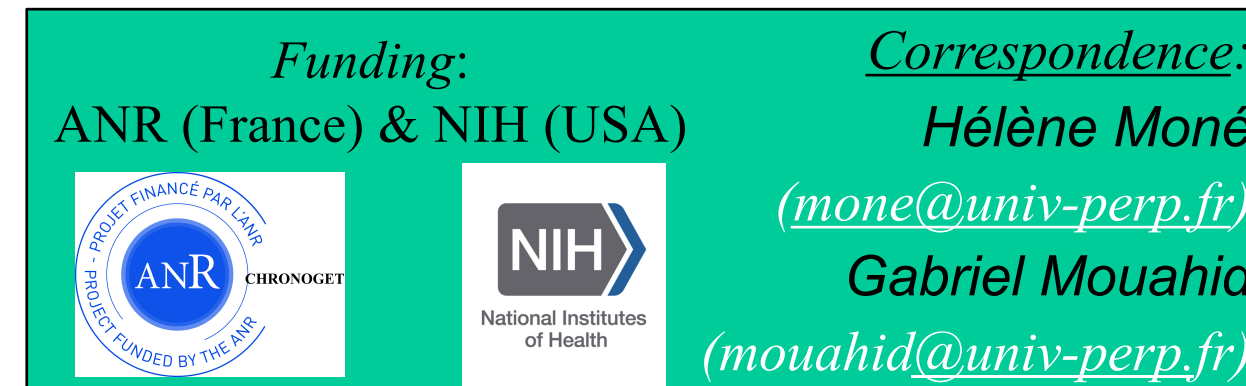 Funding:
ANR (France) & NIH (USA)
PROJET FINANCÉ PAR L'ANR - PROJECT FUNDED BY THE ANR
ANR
CHRONOGET
NIH
National Institutes
of Health
Correspondence:
Hélène Moné
(mone@univ-perp.fr)
Gabriel Mouahid
(mouahid@univ-perp.fr)